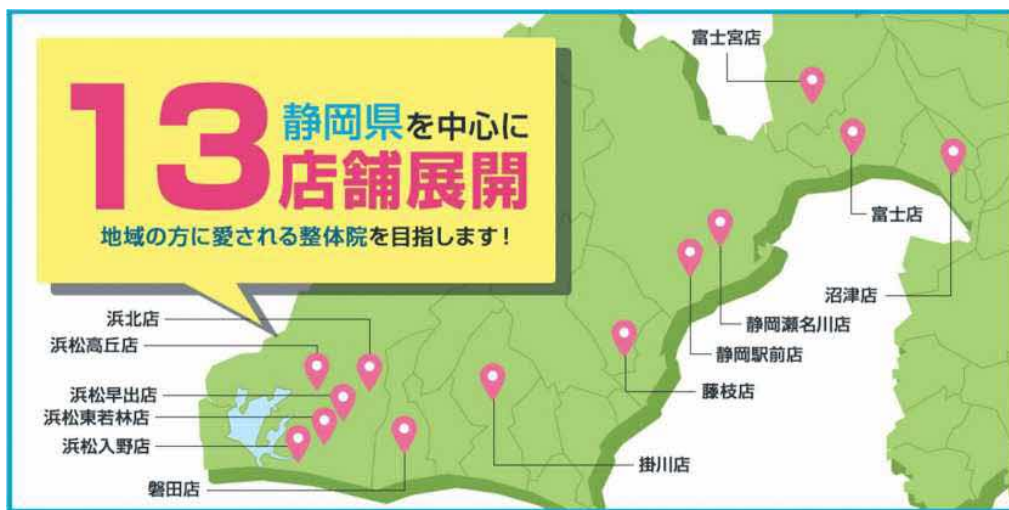 13
静岡県を中心に
店舗展開
地域の方に愛される整体院を目指します！
富士宮店
富士店
沼津店
静岡瀬名川店
静岡駅前店
藤枝店
掛川店
浜北店
浜松高丘店
浜松早出店
浜松東若林店
浜松入野店
磐田店